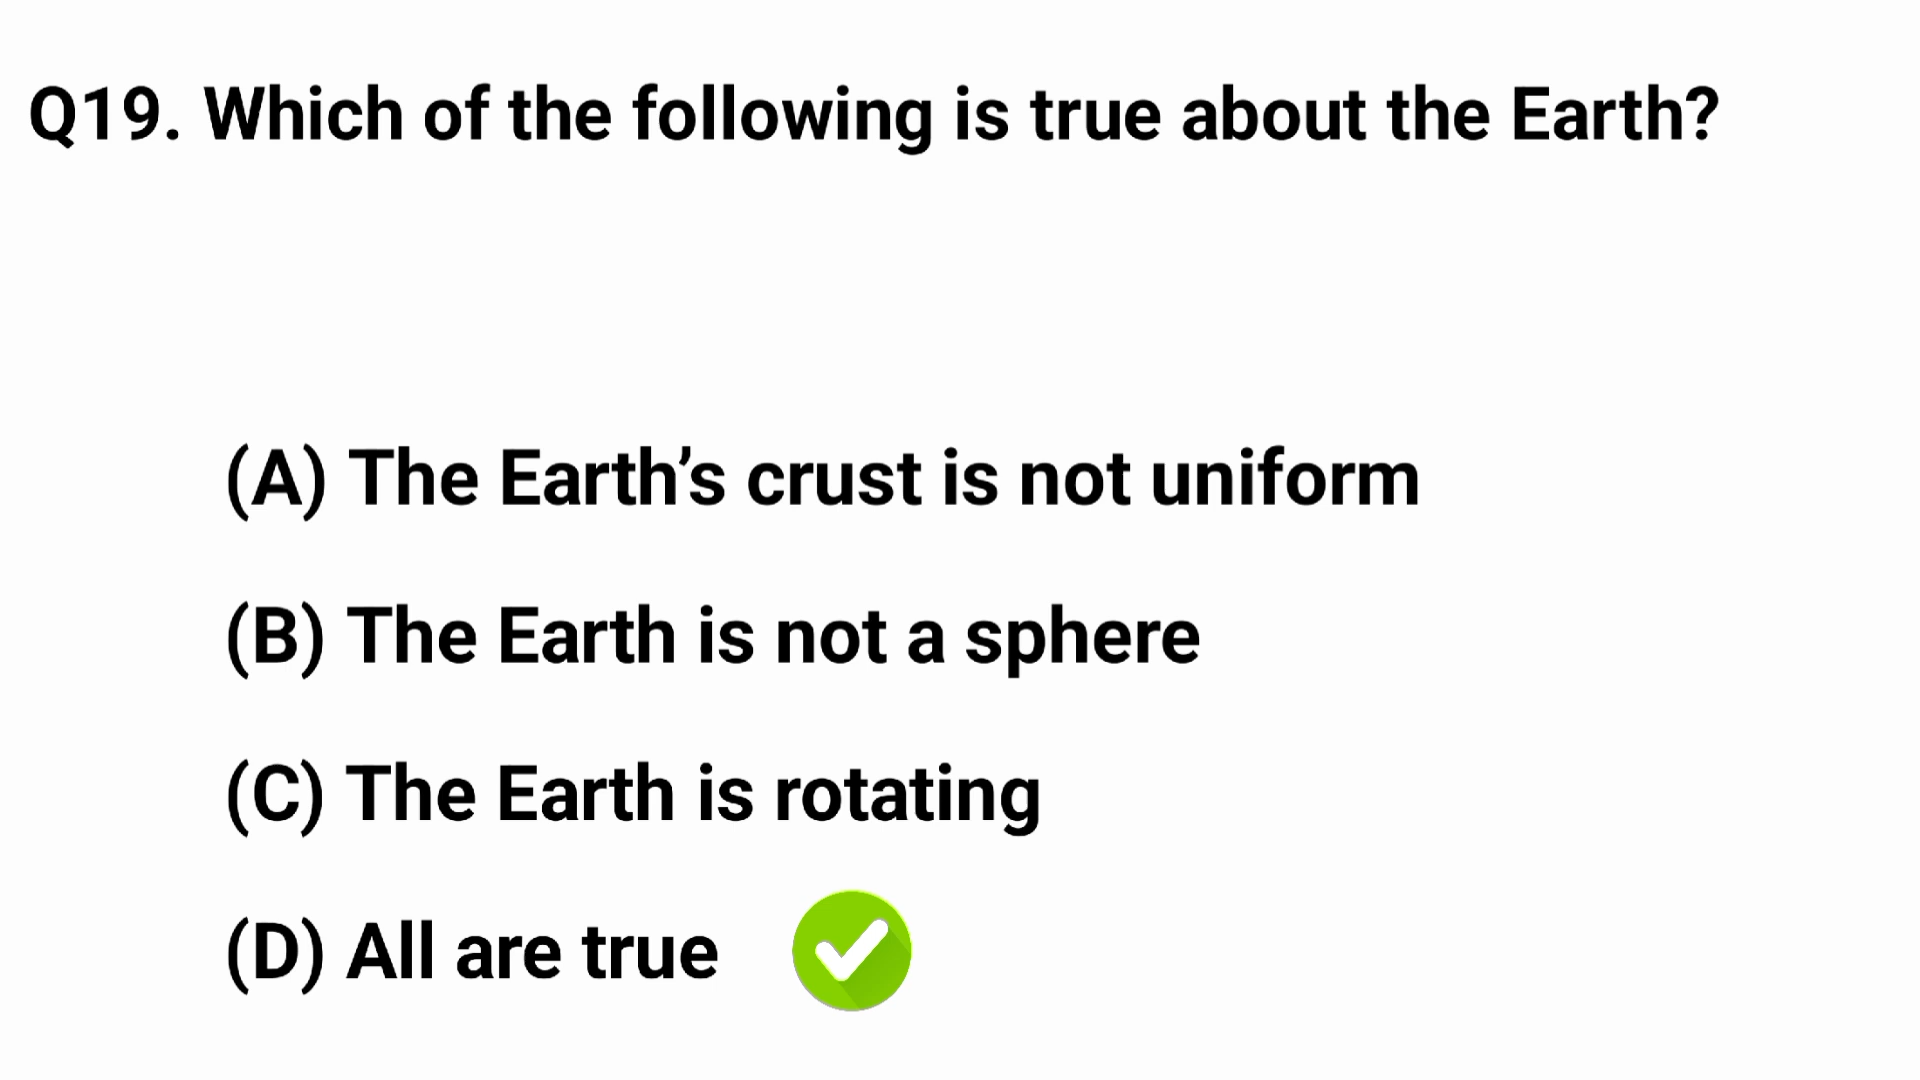 Q19. Which of the following is true about the Earth?
(A) The Earth’s crust is not uniform
(B) The Earth is not a sphere
(C) The Earth is rotating
(D) All are true